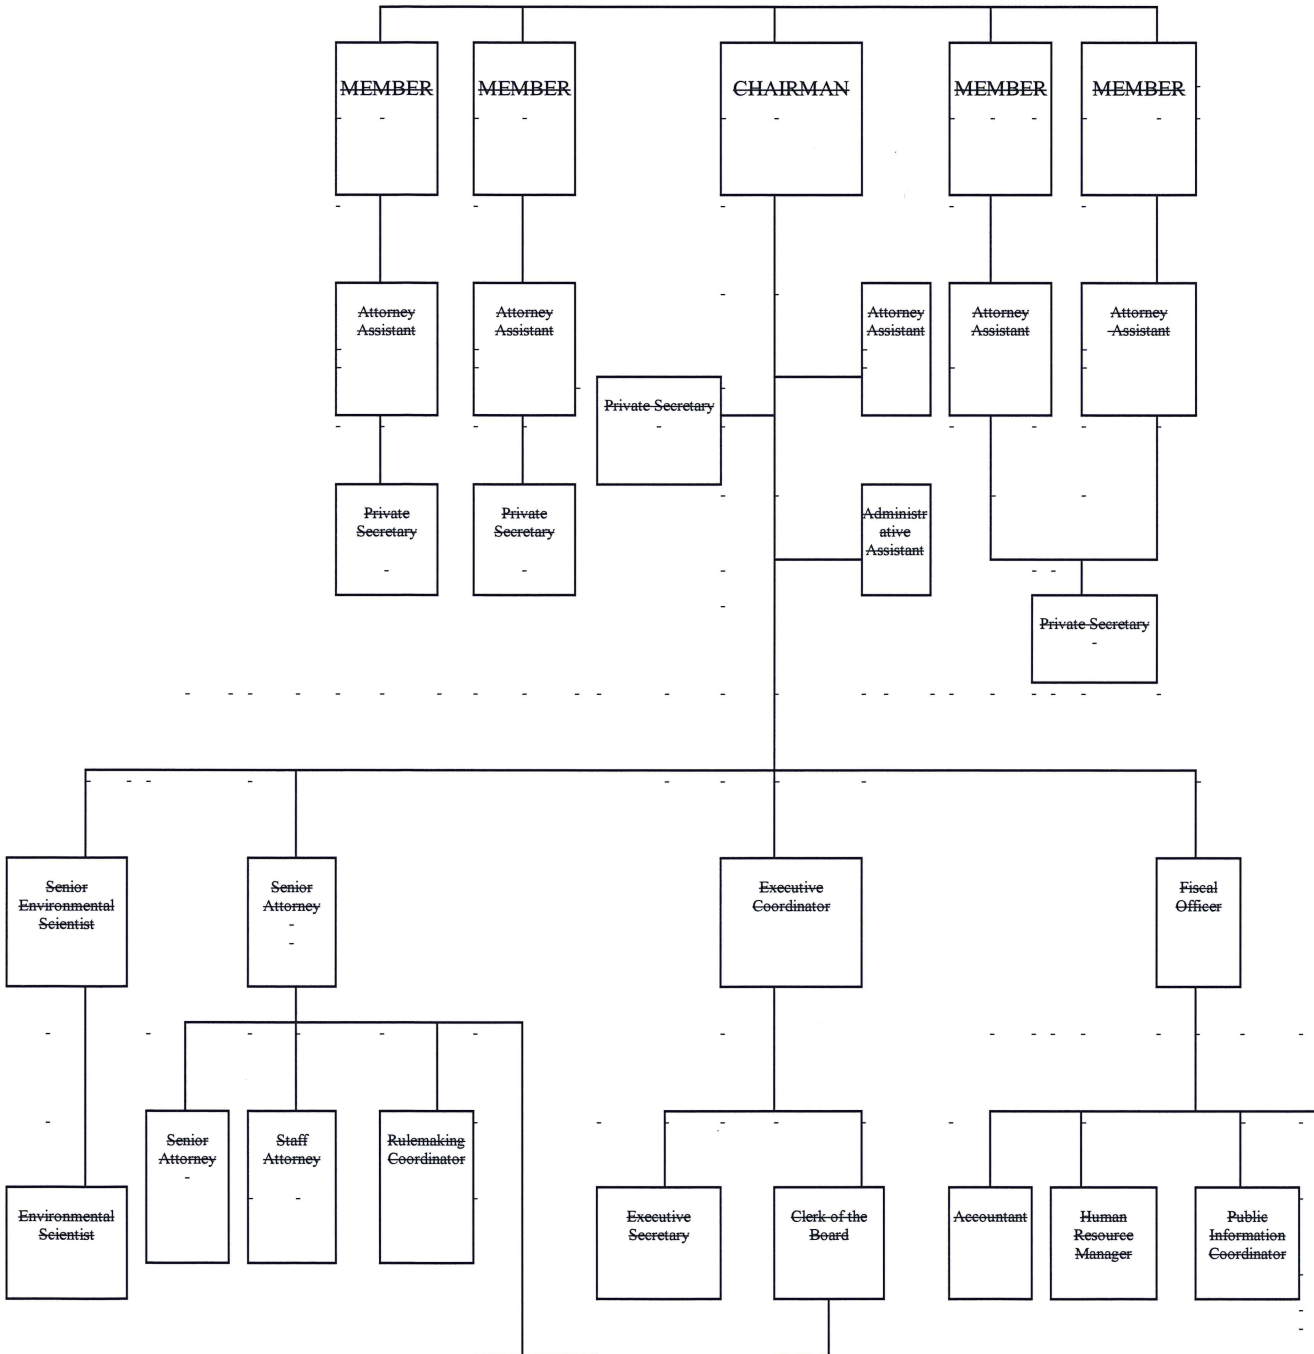 MEMBER
MEMBER
CHAIRMAN
MEMBER
MEMBER
Attorney
Assistant
Attorney
Assistant
Attorney
Assistant
Attorney
Assistant
Attorney
Assistant
Private Secretary
Private
Secretary
Private
Secretary
Administr
ative
Assistant
Private Secretary
Senior
Environmental
Scientist
Senior
Attorney
Executive
Coordinator
Fiscal
Officer
Senior
Attorney
Staff
Attorney
Rulemaking
Coordinator
Environmental
Scientist
Executive
Secretary
Clerk of the
Board
Accountant
Human
Resource
Manager
Public
Information
Coordinator